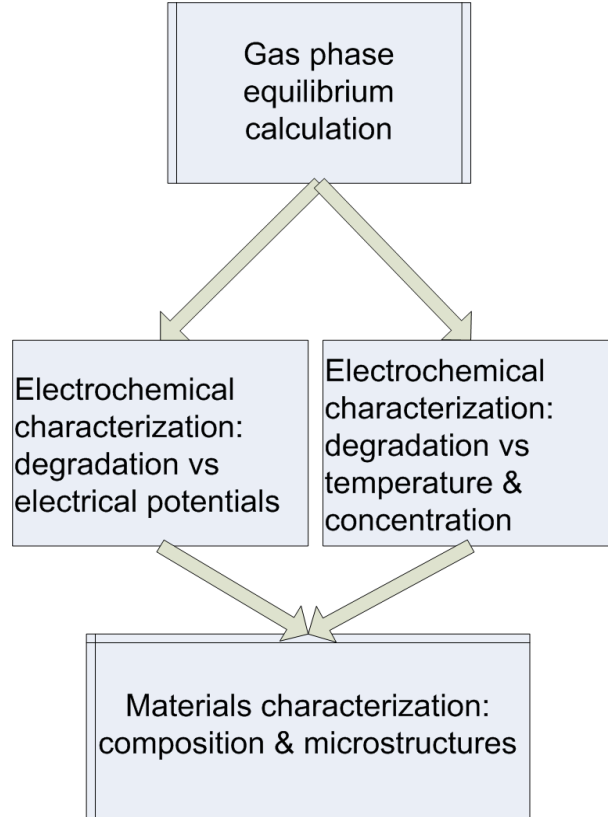 Gas phase
equilibrium
calculation
Electrochemical
characterization:
degradation vs
electrical potentials
Electrochemical
characterization:
degradation vs
temperature &
concentration
Materials characterization:
composition & microstructures